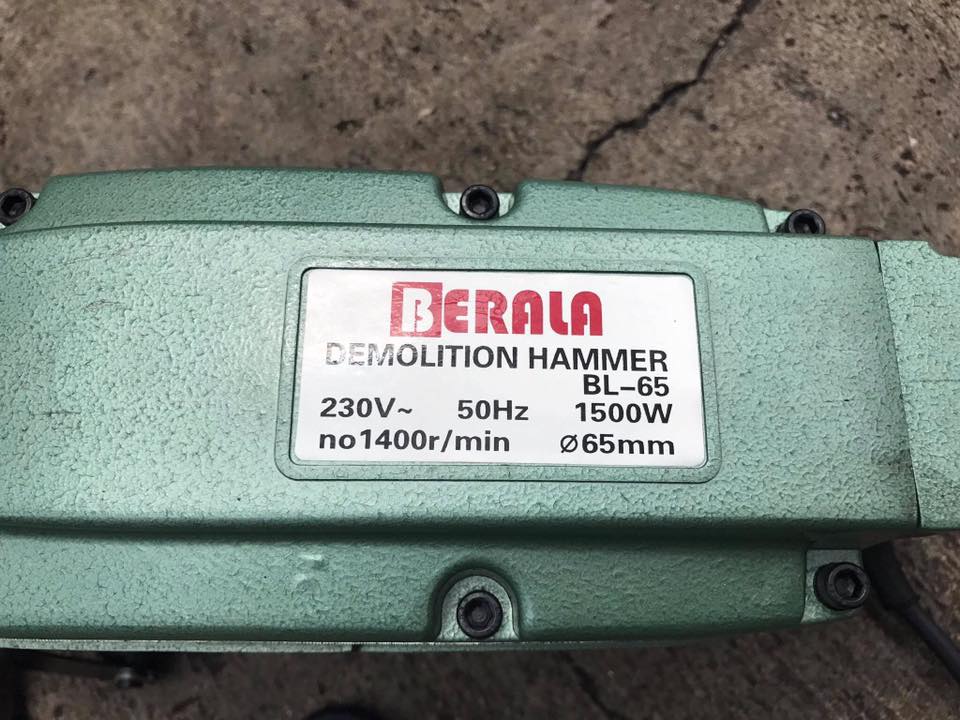 BERALA
DEMOLITION HAMMER
BL-65
230V~ 50Hz 1500W
no1400r/min ø65mm